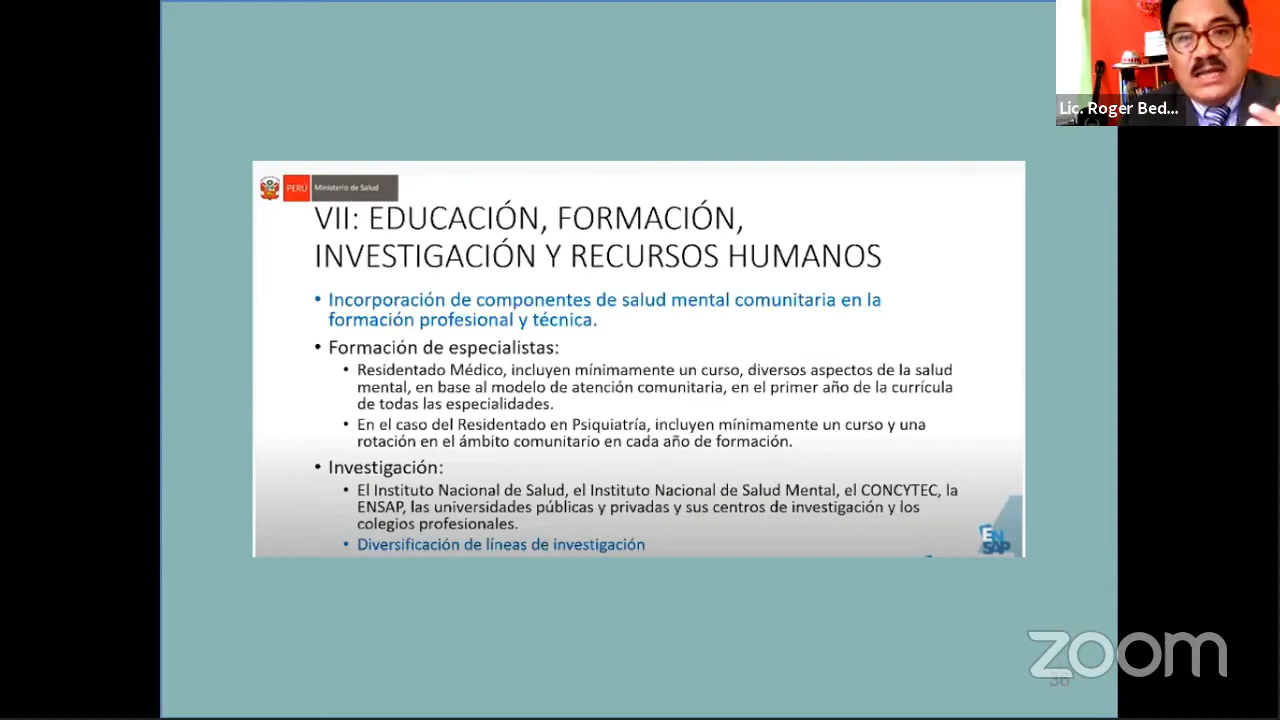 Lic. Roger Bed...
PERÚ Ministerio de Salud
VII: EDUCACIÓN, FORMACIÓN,
INVESTIGACIÓN Y RECURSOS HUMANOS
• Incorporación de componentes de salud mental comunitaria en la
formación profesional y técnica.
• Formación de especialistas:
• Residentado Médico, incluyen mínimamente un curso, diversos aspectos de la salud
mental, en base al modelo de atención comunitaria, en el primer año de la currícula
de todas las especialidades.
• En el caso del Residentado en Psiquiatría, incluyen mínimamente un curso y una
rotación en el ámbito comunitario en cada año de formación.
• Investigación:
• El Instituto Nacional de Salud, el Instituto Nacional de Salud Mental, el CONCYTEC, la
ENSAP, las universidades públicas y privadas y sus centros de investigación y los
colegios profesionales.
• Diversificación de líneas de investigación
EN
SAP
zoom
30